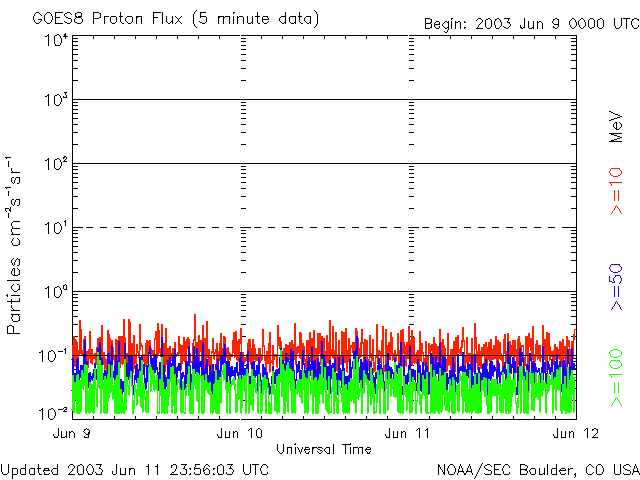 GOES8 Proton Flux (5 minute data)
Begin: 2003 Jun 9 0000 UTC
Particles cm⁻²s⁻¹sr⁻¹
10⁴
10³
10²
10¹
10⁰
10⁻¹
10⁻²
Jun 9
Jun 10
Jun 11
Jun 12
Universal Time
MeV
>=10
>=50
>=100
Updated 2003 Jun 11 23:56:03 UTC
NOAA/SEC Boulder, CO USA